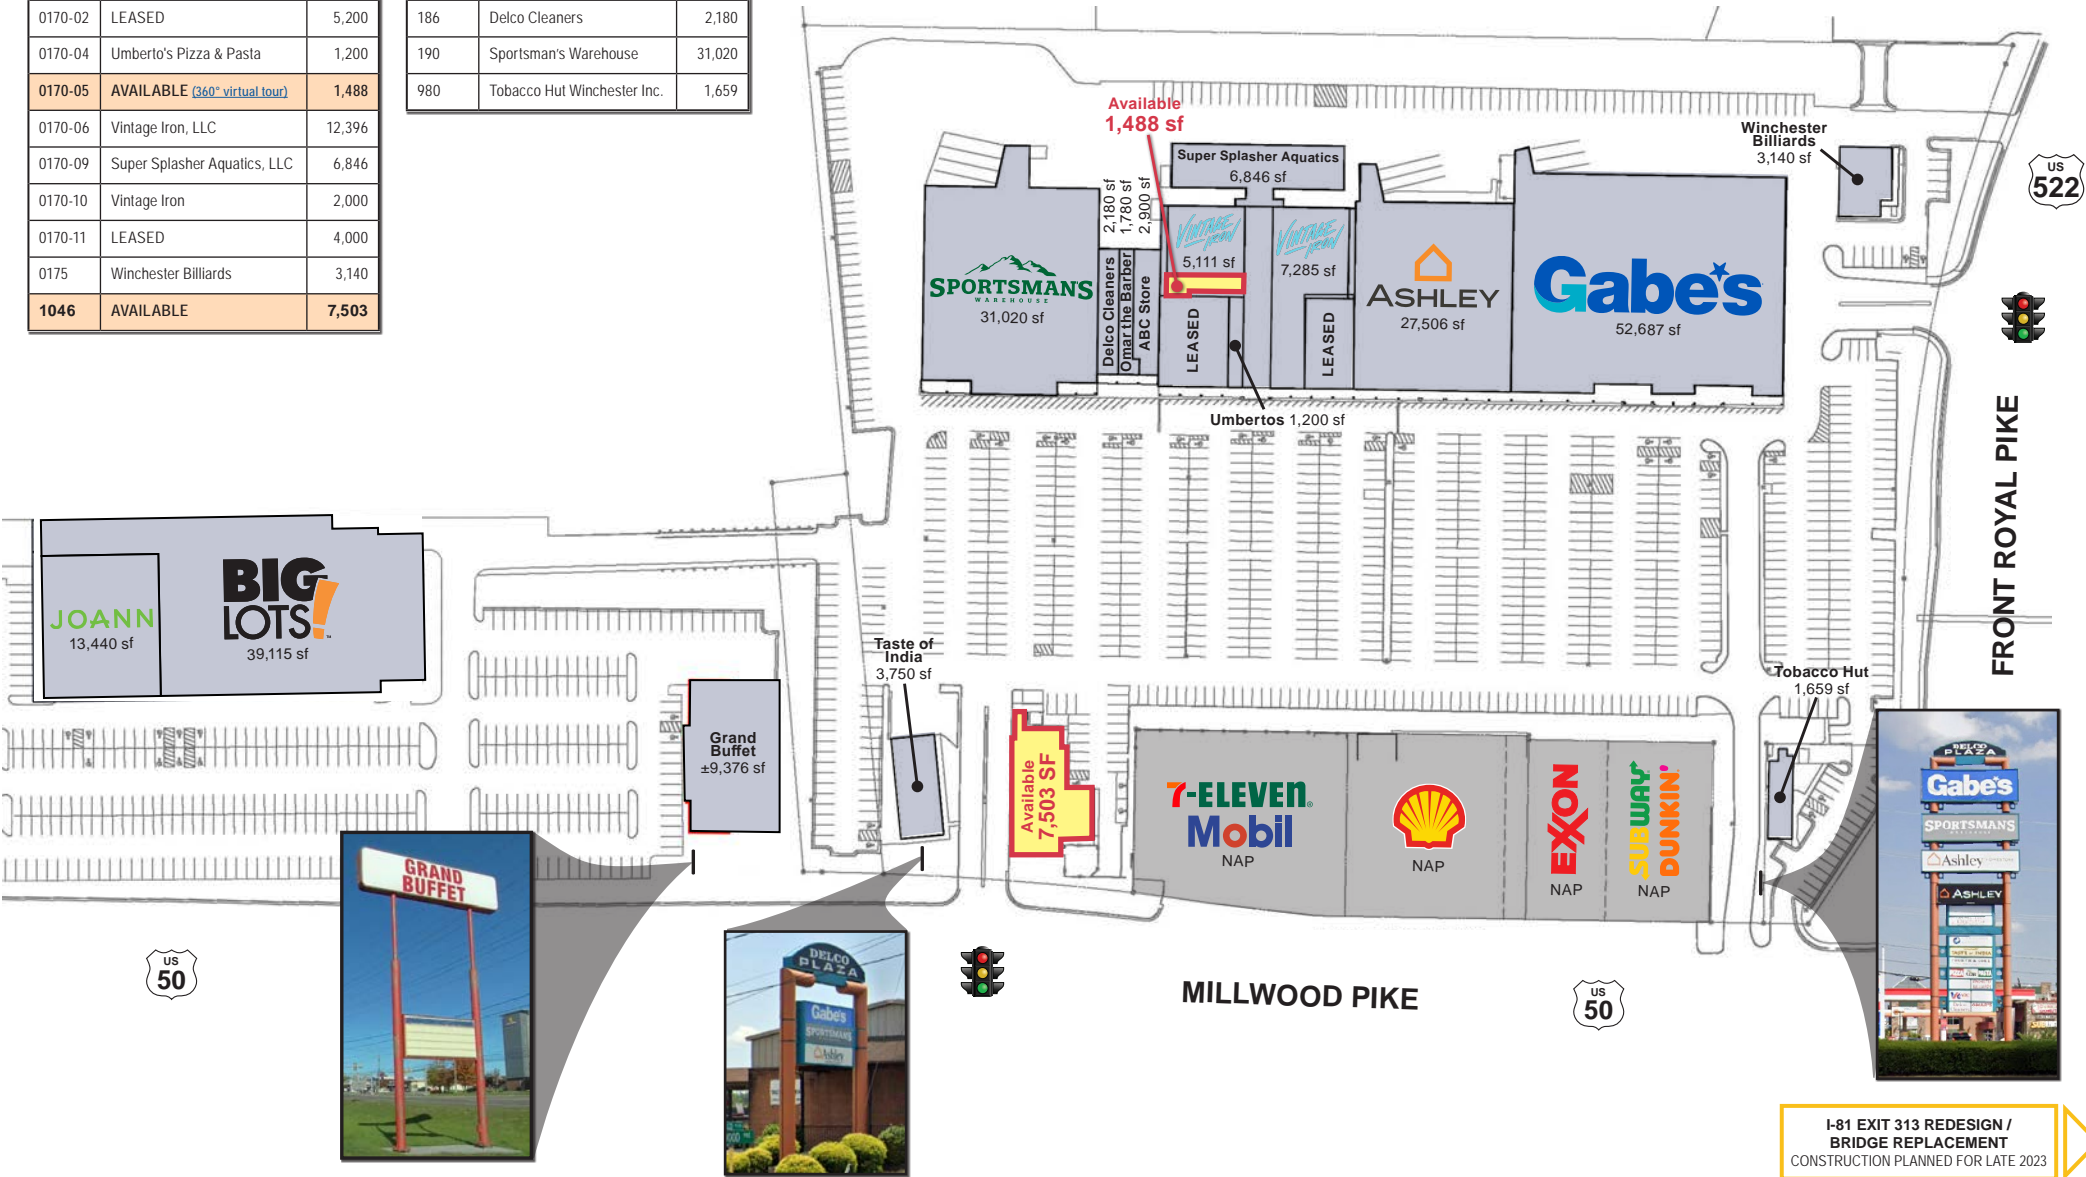 0170-02 LEASED 5,200
0170-04 Umberto's Pizza & Pasta 1,200
0170-05 AVAILABLE (360° virtual tour) 1,488
0170-06 Vintage Iron, LLC 12,396
0170-09 Super Splasher Aquatics, LLC 6,846
0170-10 Vintage Iron 2,000
0170-11 LEASED 4,000
0175 Winchester Billiards 3,140
1046 AVAILABLE 7,503
186 Delco Cleaners 2,180
190 Sportsman's Warehouse 31,020
980 Tobacco Hut Winchester Inc. 1,659
Available
1,488 sf
Super Splasher Aquatics
6,846 sf
Winchester
Billiards
3,140 sf
US
522
2,180 sf
1,780 sf
2,900 sf
SPORTSMANS
WAREHOUSE
31,020 sf
Delco Cleaners
Omar the Barber
ABC Store
VINTAGE
IRON
5,111 sf
LEASED
VINTAGE
IRON
7,285 sf
LEASED
ASHLEY
27,506 sf
Gabe's
52,687 sf
Umbertos 1,200 sf
FRONT ROYAL PIKE
JOANN
13,440 sf
BIG
LOTS!
39,115 sf
Grand
Buffet
±9,376 sf
Taste of
India
3,750 sf
Available
7,503 SF
7-ELEVEN
Mobil
NAP
NAP
EXXON
NAP
SUBWAY
DUNKIN'
NAP
Tobacco Hut
1,659 sf
GRAND
BUFFET
DELCO
PLAZA
Gabe's
SPORTSMANS
Ashley
DELCO
PLAZA
Gabe's
SPORTSMANS
Ashley
ASHLEY
US
50
MILLWOOD PIKE
US
50
I-81 EXIT 313 REDESIGN /
BRIDGE REPLACEMENT
CONSTRUCTION PLANNED FOR LATE 2023